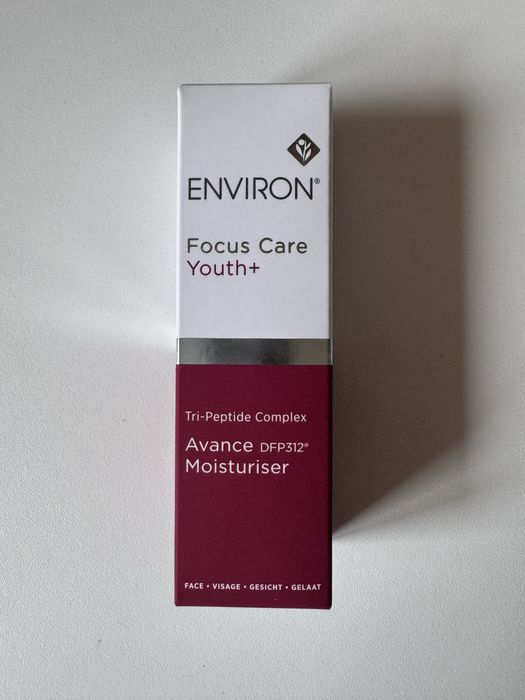 ENVIRON®
Focus Care
Youth+
Tri-Peptide Complex
Avance DFP312®
Moisturiser
FACE • VISAGE • GESICHT • GELAAT